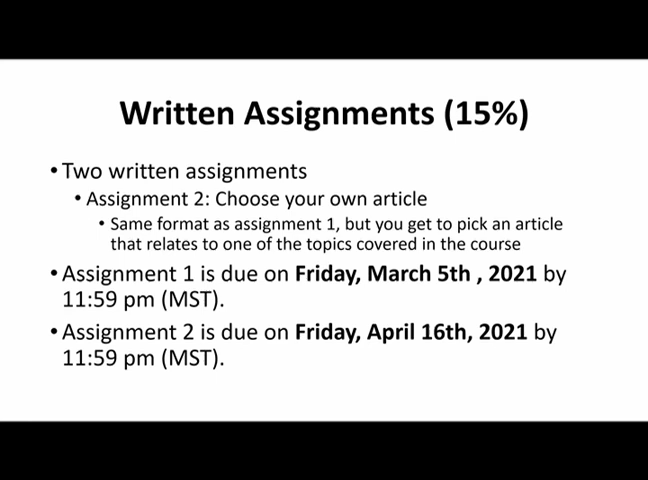 Written Assignments (15%)
• Two written assignments
• Assignment 2: Choose your own article
• Same format as assignment 1, but you get to pick an article
that relates to one of the topics covered in the course
• Assignment 1 is due on Friday, March 5th , 2021 by
11:59 pm (MST).
• Assignment 2 is due on Friday, April 16th, 2021 by
11:59 pm (MST).